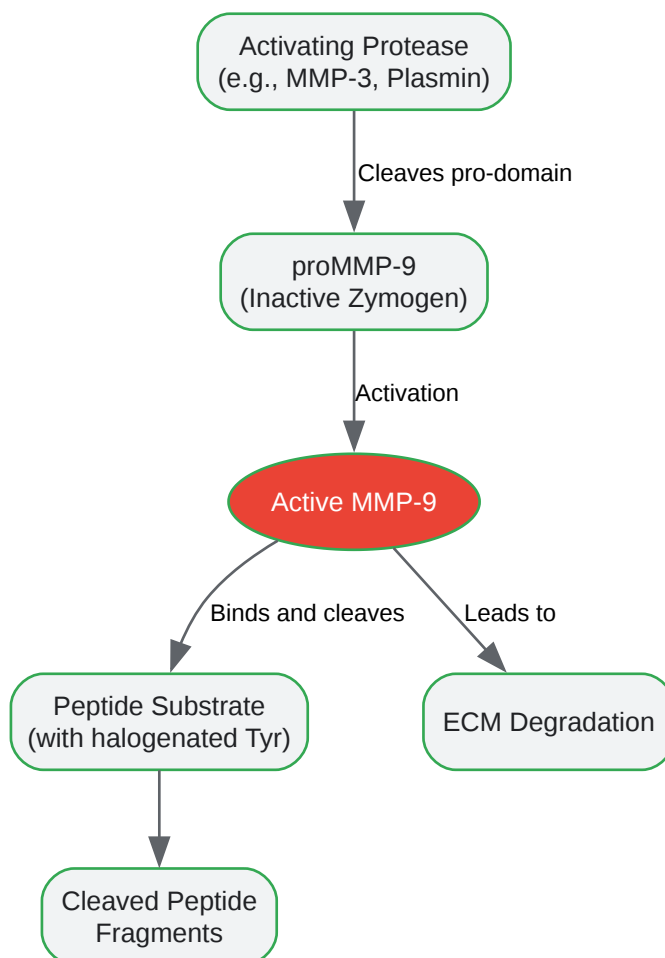 Activating Protease
(e.g., MMP-3, Plasmin)
Cleaves pro-domain
proMMP-9
(Inactive Zymogen)
Activation
Active MMP-9
Binds and cleaves
Leads to
Peptide Substrate
(with halogenated Tyr)
ECM Degradation
Cleaved Peptide
Fragments